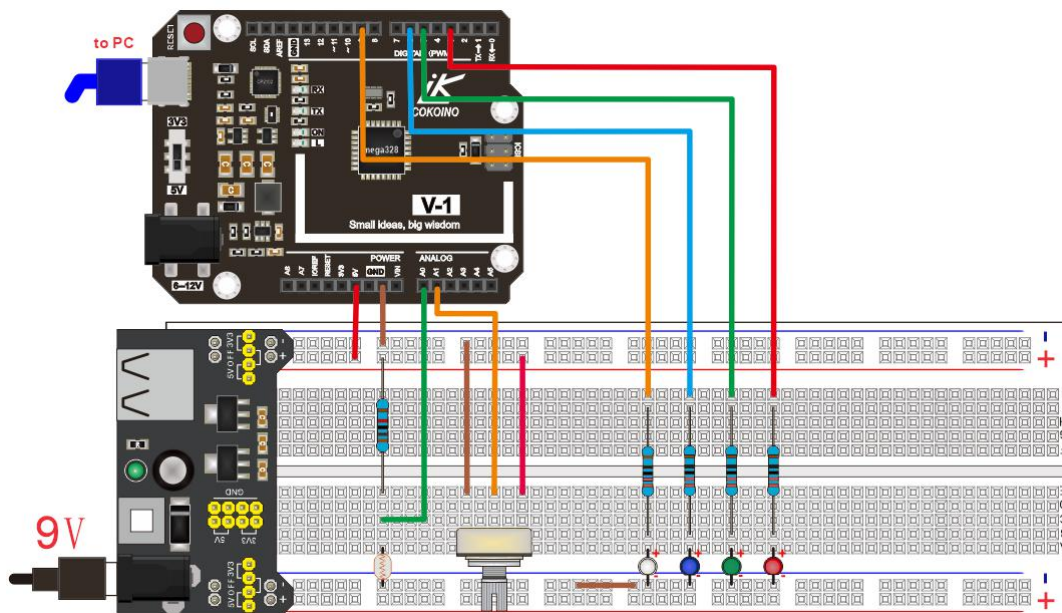 to PC
RESET
SCL
SDA
AREF
GND
13
12
~11
~10
8
7
4
2
TX→1
RX←0
DIGITAL (PWM
RX
TX
ON
L
COKOINO
mega328
ICSP
3V3
5V
V-1
Small ideas, big wisdom
6-12V
POWER
ANALOG
A6
A7
IOREF
RESET
3V3
5V
GND
VIN
A0
A1
A2
A3
A4
A5
5V OFF 3V3
-
+
-
+
GND
5V
3V3
9V
5V OFF 3V3
-
+
+
-
+
-
+
-
+
-
-
+